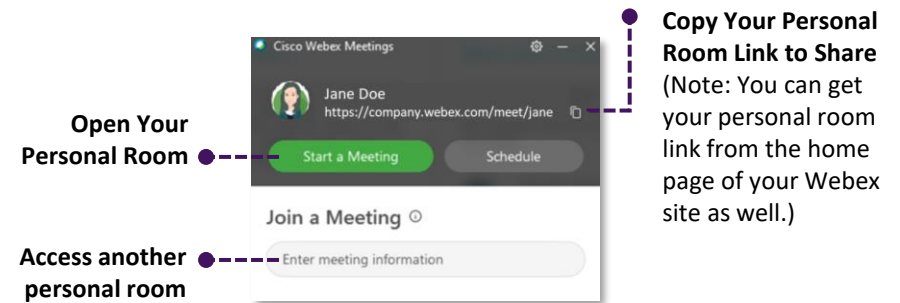 Cisco Webex Meetings
Jane Doe
https://company.webex.com/meet/jane
Start a Meeting
Schedule
Join a Meeting
Enter meeting information
Open Your
Personal Room
Access another
personal room
Copy Your Personal
Room Link to Share
(Note: You can get
your personal room
link from the home
page of your Webex
site as well.)